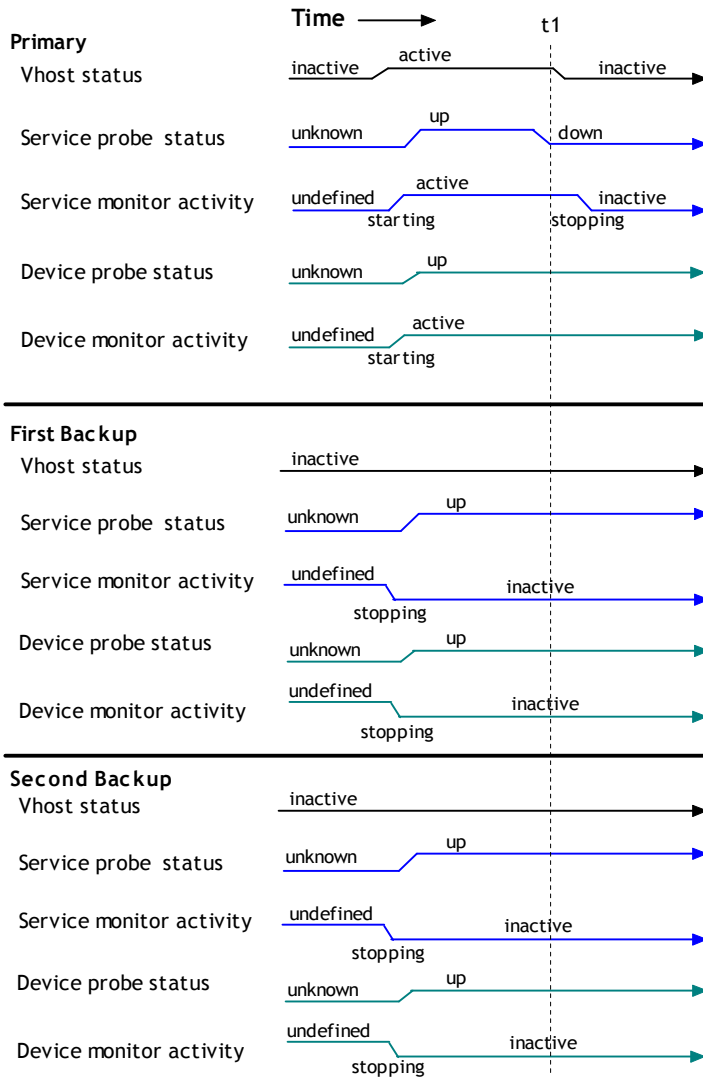 Time
t1
Primary
Vhost status
inactive
active
inactive
Service probe status
unknown
up
down
Service monitor activity
undefined
starting
active
stopping
inactive
Device probe status
unknown
up
Device monitor activity
undefined
starting
active
First Backup
Vhost status
inactive
Service probe status
unknown
up
Service monitor activity
undefined
stopping
inactive
Device probe status
unknown
up
Device monitor activity
undefined
stopping
inactive
Second Backup
Vhost status
inactive
Service probe status
unknown
up
Service monitor activity
undefined
stopping
inactive
Device probe status
unknown
up
Device monitor activity
undefined
stopping
inactive